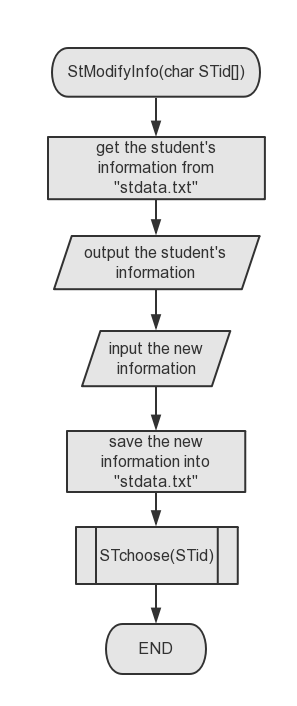 StModifyInfo(char STid[])
get the student's
information from
"stdata.txt"
output the student's
information
input the new
information
save the new
information into
"stdata.txt"
STchoose(STid)
END